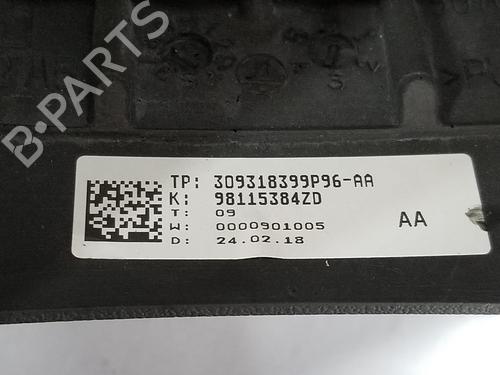 B-PARTS
TP: 309318399P96-AA
K: 98115384ZD
T: 09
W: 0000901005
D: 24.02.18
AA